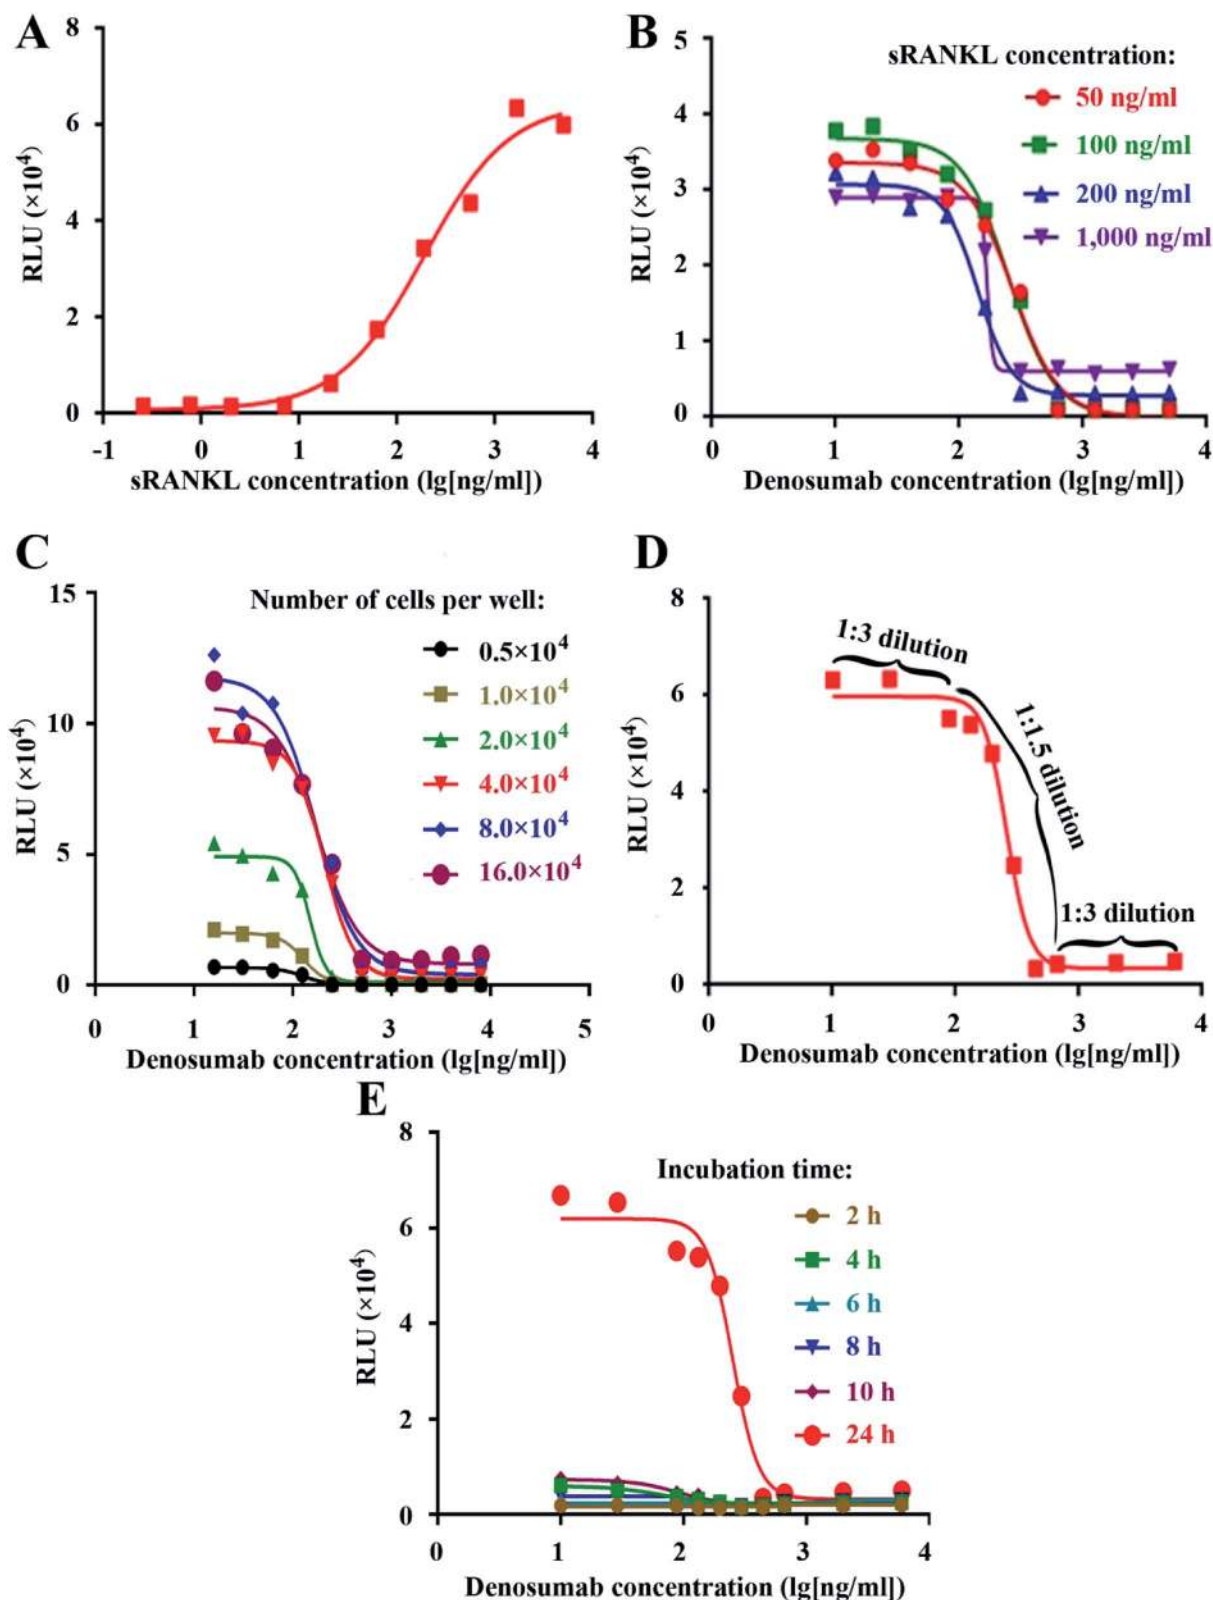 A
8
6
4
2
0
RLU (×10⁴)
-1 0 1 2 3 4
sRANKL concentration (lg[ng/ml])
B
5
4
3
2
1
0
RLU (×10⁴)
sRANKL concentration:
50 ng/ml
100 ng/ml
200 ng/ml
1,000 ng/ml
0 1 2 3 4
Denosumab concentration (lg[ng/ml])
C
15
10
5
0
RLU (×10⁴)
Number of cells per well:
0.5×10⁴
1.0×10⁴
2.0×10⁴
4.0×10⁴
8.0×10⁴
16.0×10⁴
0 1 2 3 4 5
Denosumab concentration (lg[ng/ml])
D
8
6
4
2
0
RLU (×10⁴)
1:3 dilution
1:1.5 dilution
1:3 dilution
0 1 2 3 4
Denosumab concentration (lg[ng/ml])
E
8
6
4
2
0
RLU (×10⁴)
Incubation time:
2 h
4 h
6 h
8 h
10 h
24 h
0 1 2 3 4
Denosumab concentration (lg[ng/ml])